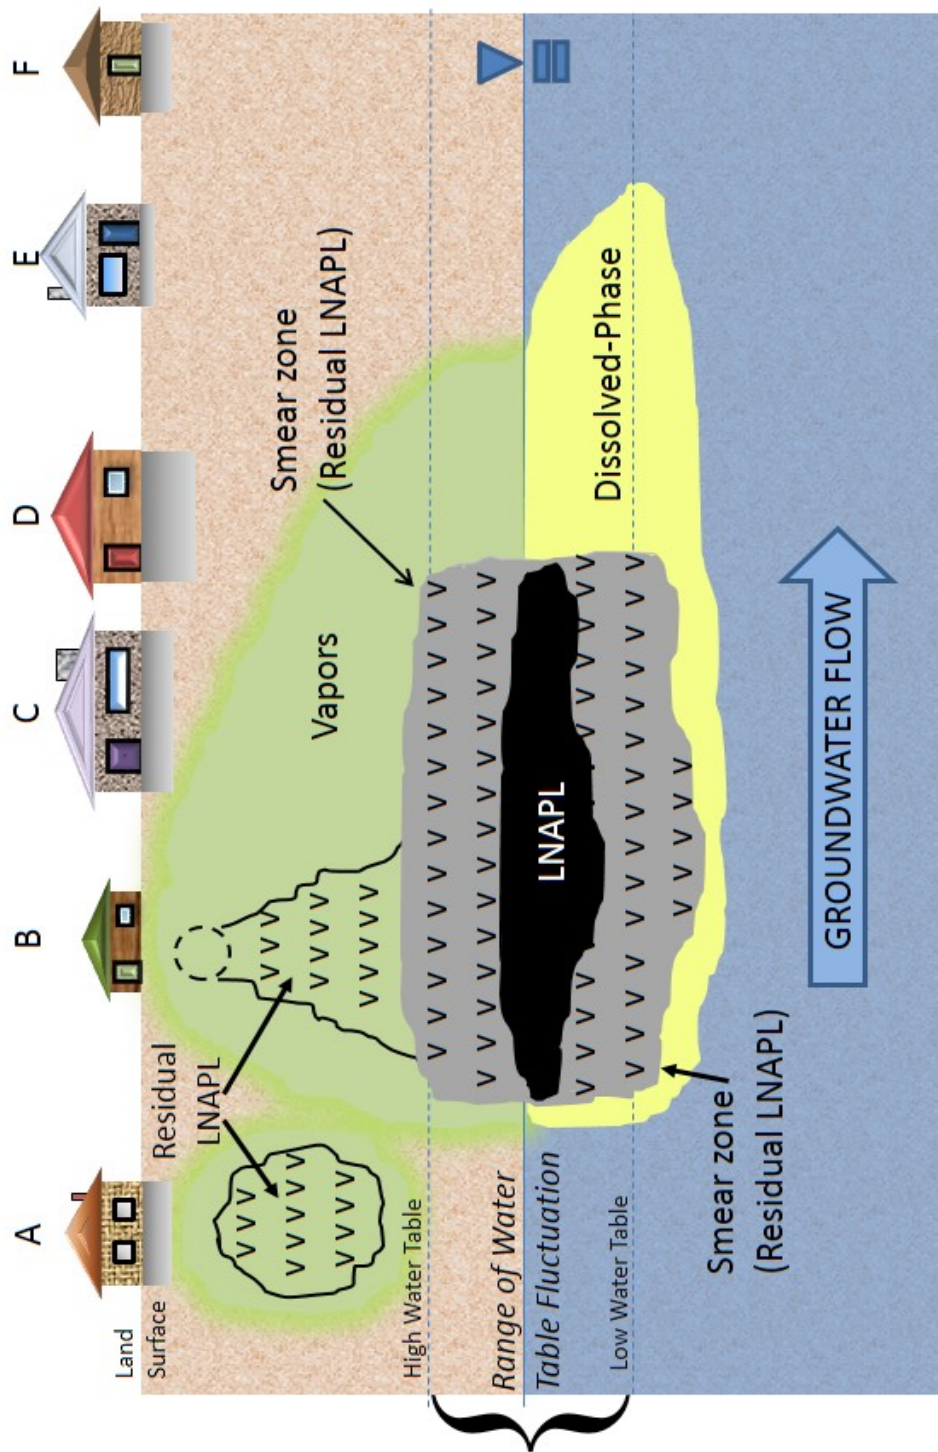 A B C D E F
Land
Surface
Residual
LNAPL
Vapors
Smear zone
(Residual LNAPL)
High Water Table
Range of Water
Table Fluctuation
Low Water Table
LNAPL
Dissolved-Phase
Smear zone
(Residual LNAPL)
GROUNDWATER FLOW